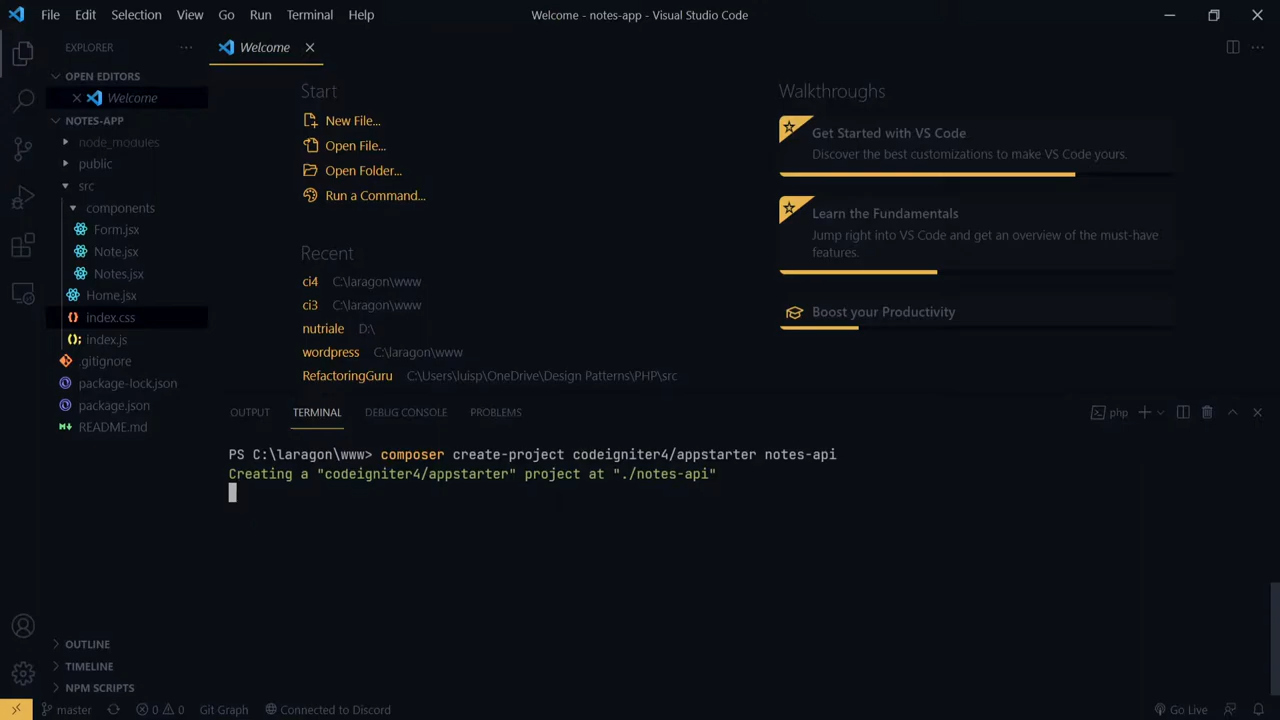 File Edit Selection View Go Run Terminal Help Welcome - notes-app - Visual Studio Code
EXPLORER
OPEN EDITORS
Welcome
NOTES-APP
node_modules
public
src
components
Form.jsx
Note.jsx
Notes.jsx
Home.jsx
index.css
index.js
.gitignore
package-lock.json
package.json
README.md
OUTLINE
TIMELINE
NPM SCRIPTS
Welcome
Start
New File...
Open File...
Open Folder...
Run a Command...
Recent
ci4 C:\laragon\www
ci3 C:\laragon\www
nutriale D:\
wordpress C:\laragon\www
RefactoringGuru C:\Users\luisp\OneDrive\Design Patterns\PHP\src
Walkthroughs
Get Started with VS Code
Discover the best customizations to make VS Code yours.
Learn the Fundamentals
Jump right into VS Code and get an overview of the must-have
features.
Boost your Productivity
OUTPUT TERMINAL DEBUG CONSOLE PROBLEMS php
PS C:\laragon\www> composer create-project codeigniter4/appstarter notes-api
Creating a "codeigniter4/appstarter" project at "./notes-api"
master 0 0 Git Graph Connected to Discord Go Live